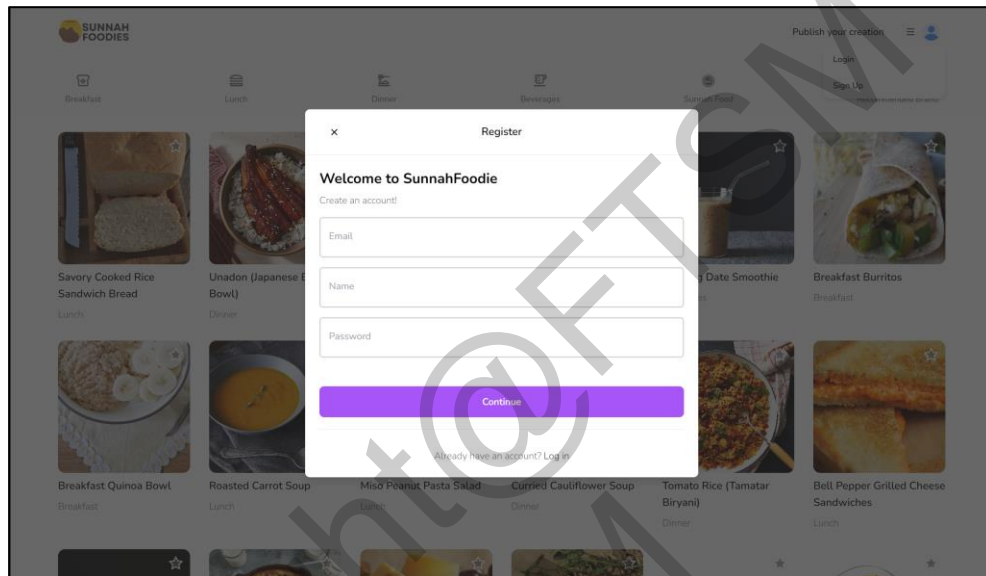 SUNNAH
FOODIES
Publish your creation
Login
Sign Up
Breakfast
Lunch
Dinner
Beverages
Sunnah Food
Register
Welcome to SunnahFoodie
Create an account!
Email
Name
Password
Continue
Already have an account? Log in
Savory Cooked Rice
Sandwich Bread
Lunch
Unadon (Japanese
Bowl)
Dinner
Date Smoothie
Breakfast Burritos
Breakfast
Breakfast Quinoa Bowl
Breakfast
Roasted Carrot Soup
Lunch
Miso Peanut Pasta Salad
Lunch
Curried Cauliflower Soup
Dinner
Tomato Rice (Tamatar
Biryani)
Dinner
Bell Pepper Grilled Cheese
Sandwiches
Lunch
ht@FTSM